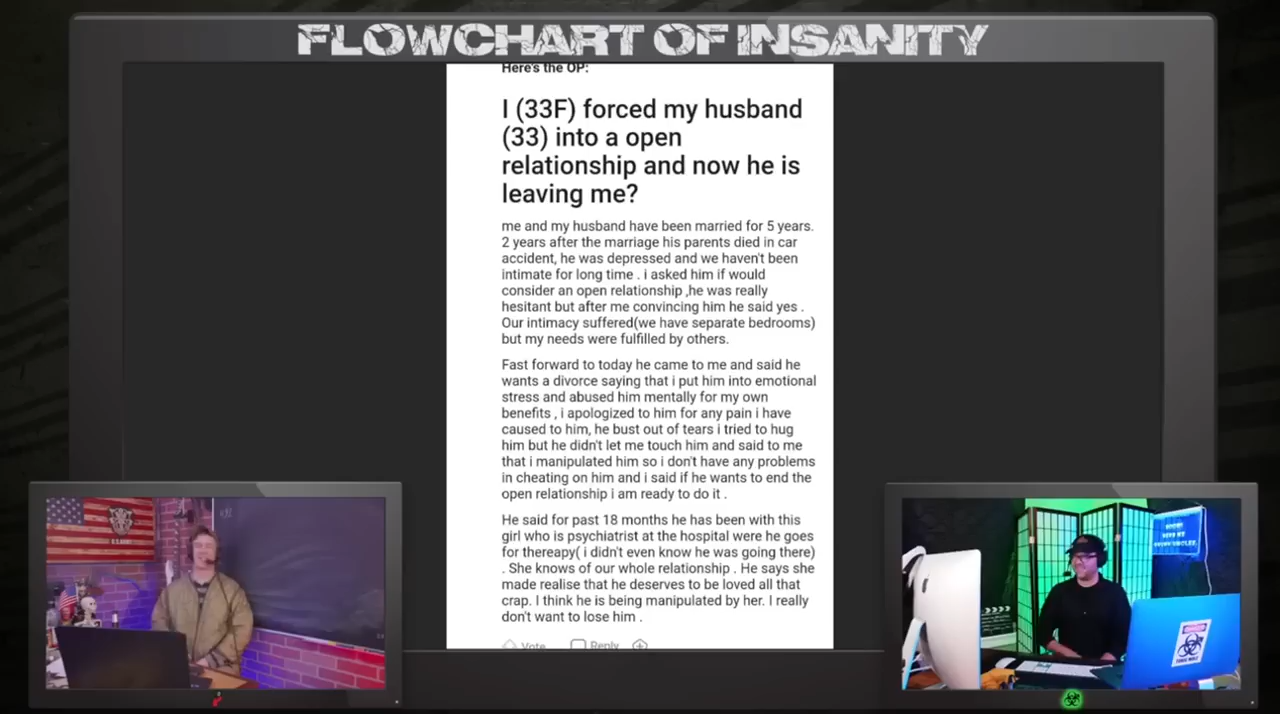 FLOWCHART OF INSANITY
Here's the OP:
I (33F) forced my husband
(33) into a open
relationship and now he is
leaving me?
me and my husband have been married for 5 years.
2 years after the marriage his parents died in car
accident, he was depressed and we haven't been
intimate for long time . i asked him if would
consider an open relationship ,he was really
hesitant but after me convincing him he said yes .
Our intimacy suffered(we have separate bedrooms)
but my needs were fulfilled by others.
Fast forward to today he came to me and said he
wants a divorce saying that i put him into emotional
stress and abused him mentally for my own
benefits , i apologized to him for any pain i have
caused to him, he bust out of tears i tried to hug
him but he didn't let me touch him and said to me
that i manipulated him so i don't have any problems
in cheating on him and i said if he wants to end the
open relationship i am ready to do it .
He said for past 18 months he has been with this
girl who is psychiatrist at the hospital were he goes
for thereapy( i didn't even know he was going there)
. She knows of our whole relationship . He says she
made realise that he deserves to be loved all that
crap. I think he is being manipulated by her. I really
don't want to lose him .
Vote Reply